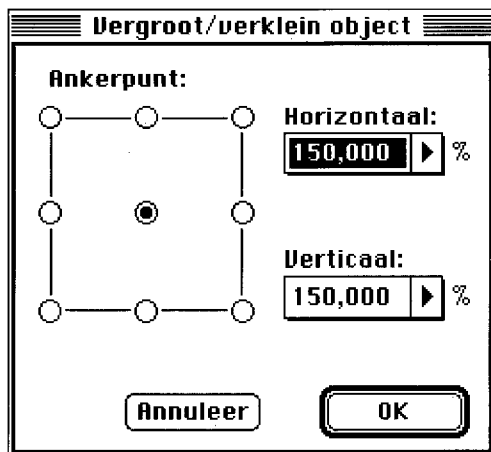 Vergroot/verklein object
Ankerpunt:
Horizontaal:
150,000 %
Verticaal:
150,000 %
Annuleer
OK